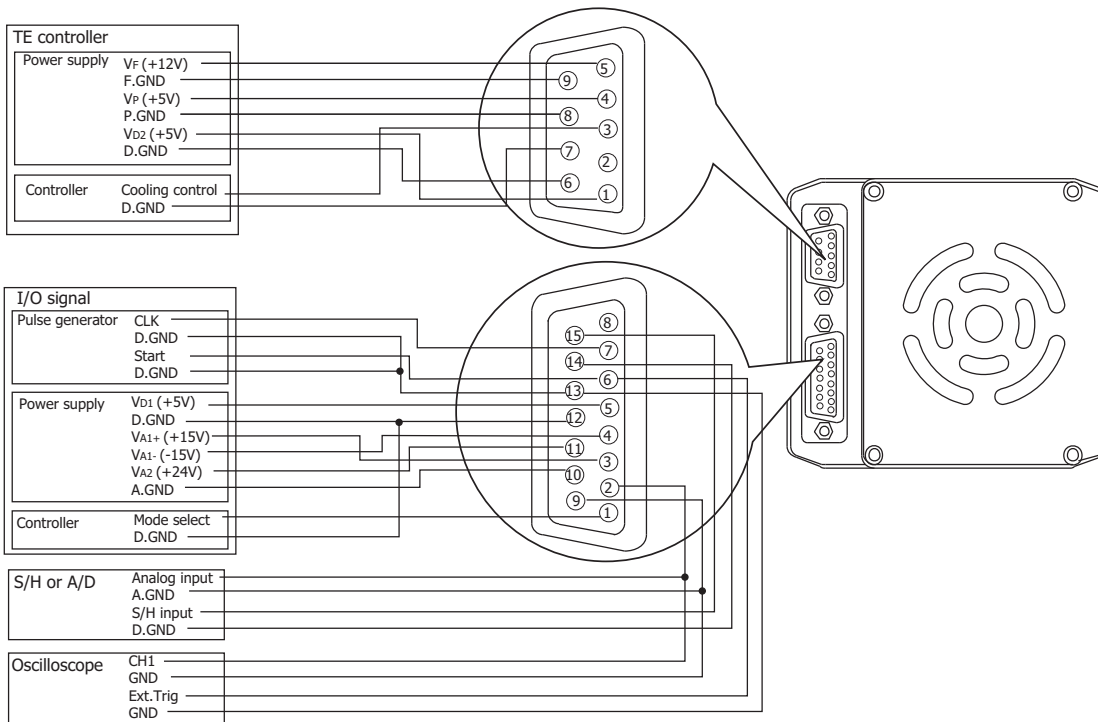 TE controller
Power supply
VF (+12V)
F.GND
VP (+5V)
P.GND
VD2 (+5V)
D.GND
Controller
Cooling control
D.GND
5
9
4
8
3
7
2
6
1
I/O signal
Pulse generator
CLK
D.GND
Start
D.GND
Power supply
VD1 (+5V)
D.GND
VA1+ (+15V)
VA1- (-15V)
VA2 (+24V)
A.GND
Controller
Mode select
D.GND
8
15
7
14
6
13
5
12
4
11
3
10
2
9
1
S/H or A/D
Analog input
A.GND
S/H input
D.GND
Oscilloscope
CH1
GND
Ext.Trig
GND